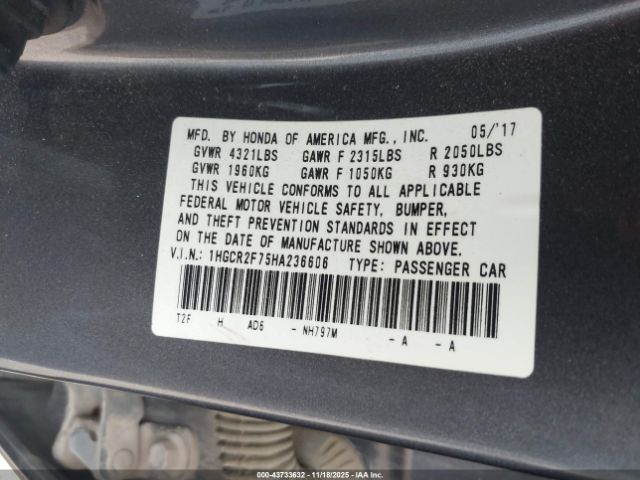 MFD. BY HONDA OF AMERICA MFG., INC. 05/'17
GVWR 4321LBS GAWR F 2315LBS R 2050LBS
GVWR 1960KG GAWR F 1050KG R 930KG
THIS VEHICLE CONFORMS TO ALL APPLICABLE
FEDERAL MOTOR VEHICLE SAFETY, BUMPER,
AND THEFT PREVENTION STANDARDS IN EFFECT
ON THE DATE OF MANUFACTURE SHOWN ABOVE.
V.I.N.: 1HGCR2F75HA236606 TYPE: PASSENGER CAR
T2F H AD6 - NH797M - A - A
000-43733632 - 11/18/2025 - IAAI.COM